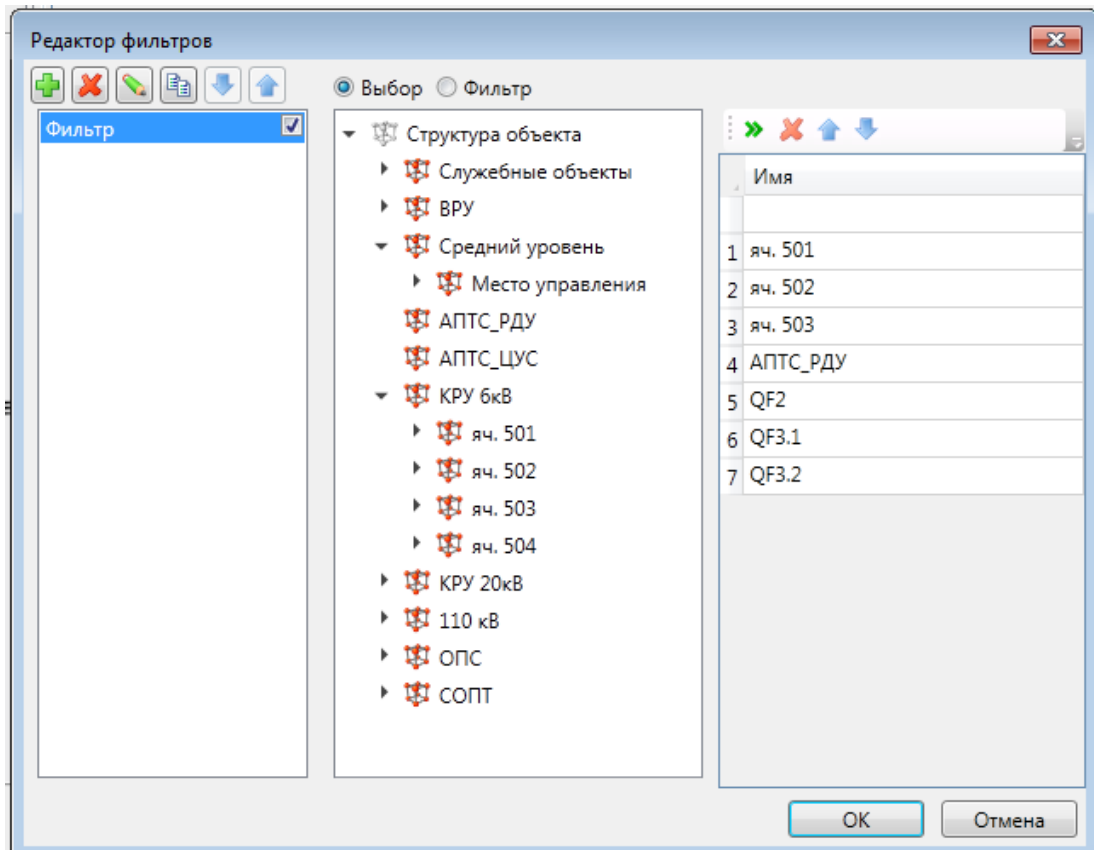 Редактор фильтров
Выбор Фильтр
Фильтр
Структура объекта
Служебные объекты
ВРУ
Средний уровень
Место управления
АПТС_РДУ
АПТС_ЦУС
КРУ 6кВ
яч. 501
яч. 502
яч. 503
яч. 504
КРУ 20кВ
110 кВ
ОПС
СОПТ
Имя
1 яч. 501
2 яч. 502
3 яч. 503
4 АПТС_РДУ
5 QF2
6 QF3.1
7 QF3.2
ОК Отмена